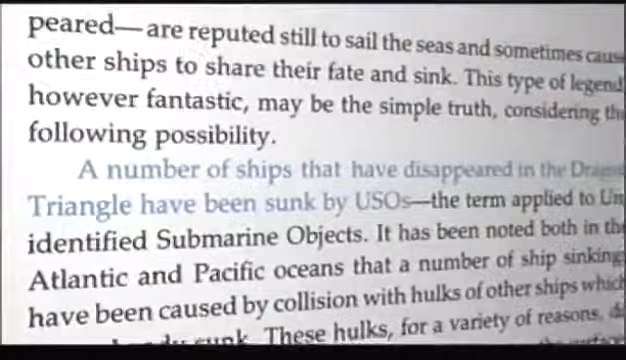 peared—are reputed still to sail the seas and sometimes cause
other ships to share their fate and sink. This type of legend,
however fantastic, may be the simple truth, considering the
following possibility.
A number of ships that have disappeared in the
Triangle have been sunk by USOs—the term applied to Un
identified Submarine Objects. It has been noted both in the
Atlantic and Pacific oceans that a number of ship sinkings
have been caused by collision with hulks of other ships which
sunk. These hulks, for a variety of reasons,